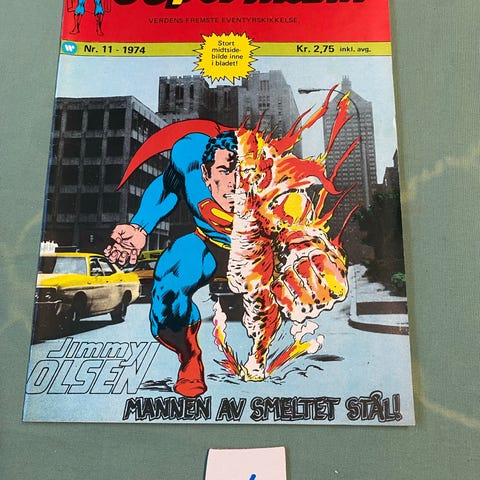 VERDENS FREMSTE EVENTYRSKIKKELSE
Nr. 11 - 1974
Stort
midtside-
bilde inne
i bladet!
Kr. 2,75 inkl. avg.
Jimmy
OLSEN
MANNEN AV SMELTET STÅL!